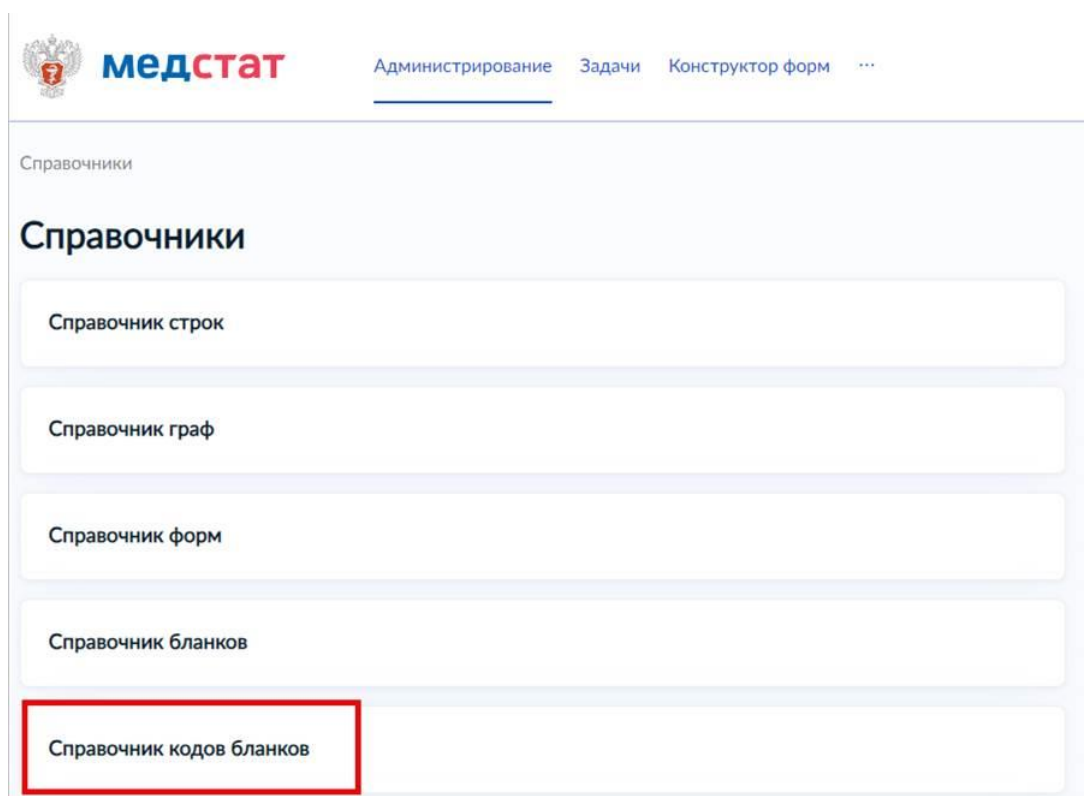 медстат
Администрирование Задачи Конструктор форм ...
Справочники
Справочники
Справочник строк
Справочник граф
Справочник форм
Справочник бланков
Справочник кодов бланков